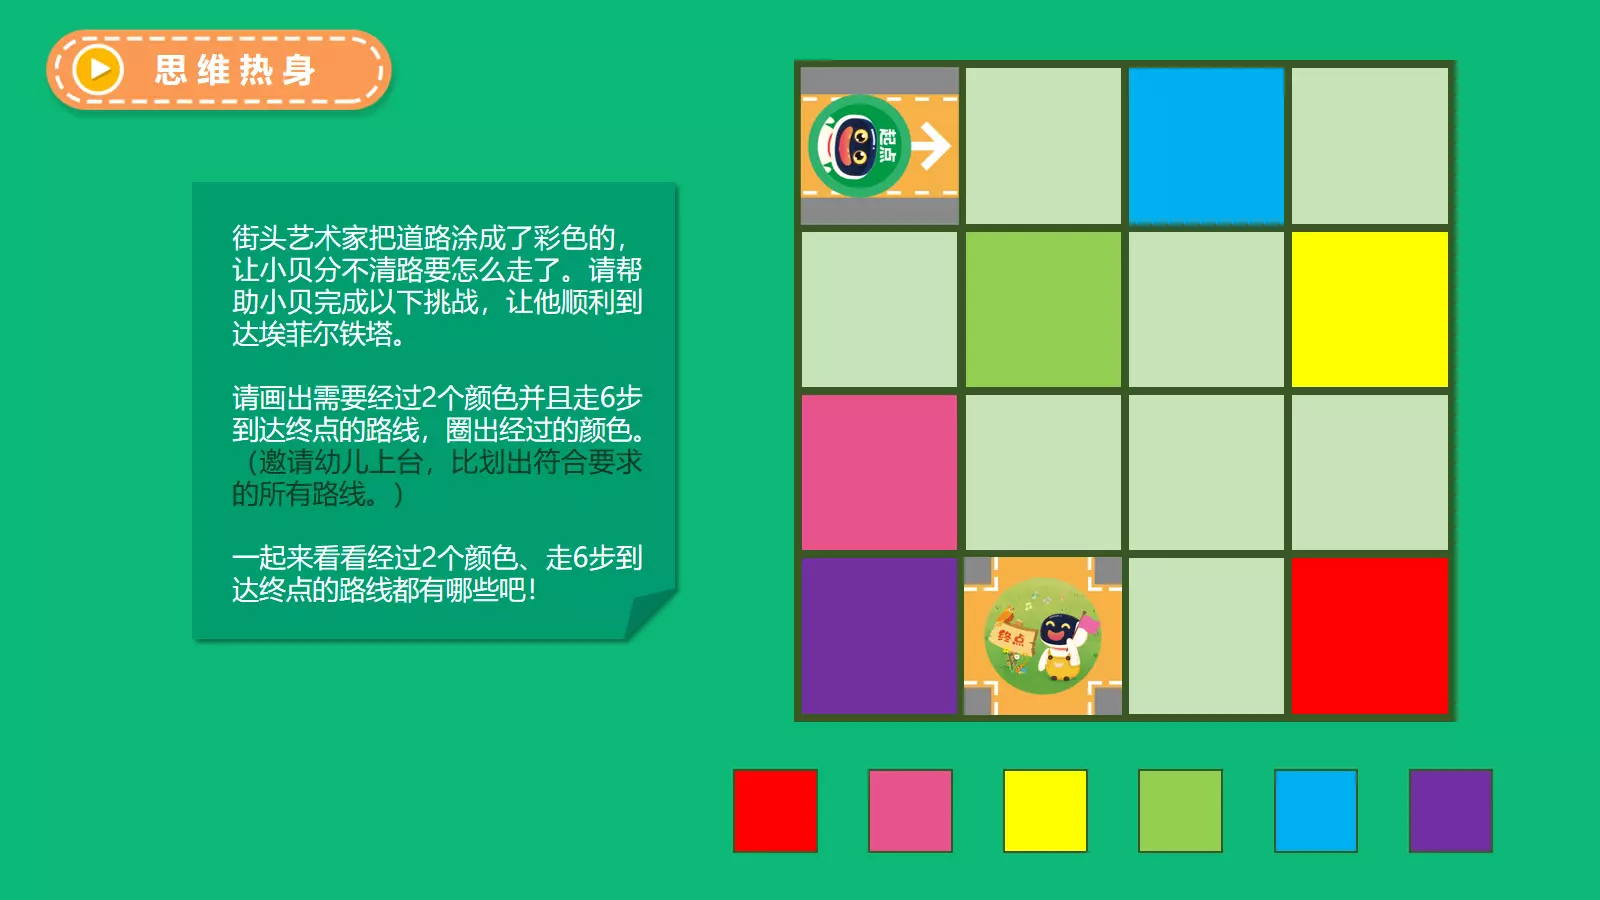 思维热身
街头艺术家把道路涂成了彩色的，
让小贝分不清路要怎么走了。请帮
助小贝完成以下挑战，让他顺利到
达埃菲尔铁塔。
请画出需要经过2个颜色并且走6步
到达终点的路线，圈出经过的颜色。
（邀请幼儿上台，比划出符合要求
的所有路线。）
一起来看看经过2个颜色、走6步到
达终点的路线都有哪些吧！
起点
终点